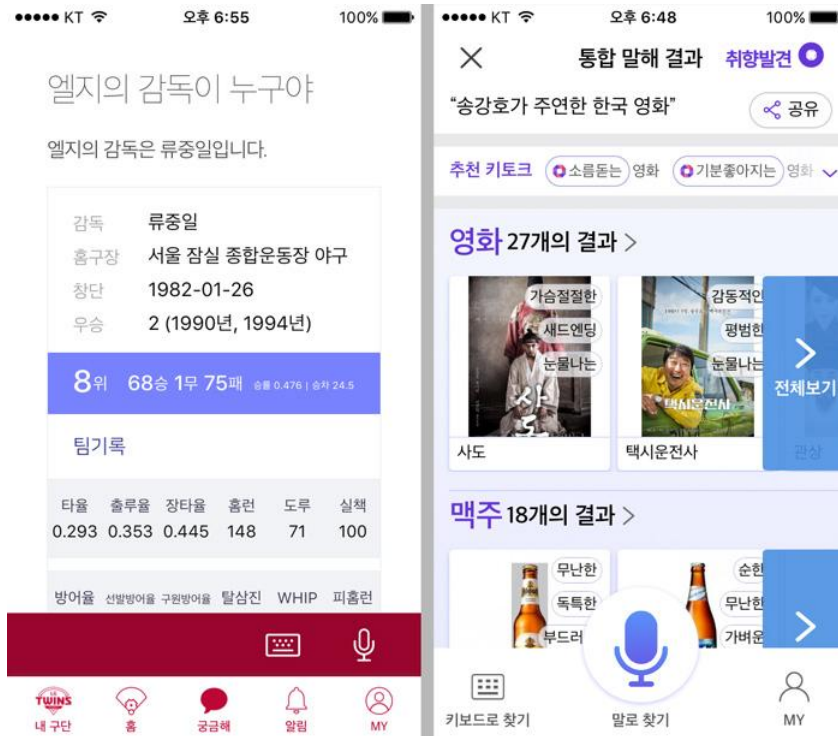 KT 오후 6:55 100%
엘지의 감독이 누구야
엘지의 감독은 류중일입니다.
감독 류중일
홈구장 서울 잠실 종합운동장 야구
창단 1982-01-26
우승 2 (1990년, 1994년)
8위 68승 1무 75패 승률 0.476 | 승차 24.5
팀기록
타율 출루율 장타율 홈런 도루 실책
0.293 0.353 0.445 148 71 100
방어율 선발방어율 구원방어율 탈삼진 WHIP 피홈런
TWINS
내 구단 홈 궁금해 알림 MY
KT 오후 6:48 100%
통합 말해 결과 취향발견
“송강호가 주연한 한국 영화” 공유
추천 키토크 소름돋는 영화 기분좋아지는 영화
영화 27개의 결과 >
가슴절절한
새드엔딩
눈물나는
사도
사도
감동적인
평범한
눈물나는
택시운전사
택시운전사
전체보기
관상
맥주 18개의 결과 >
무난한
독특한
부드러
순한
무난한
가벼운
키보드로 찾기 말로 찾기 MY